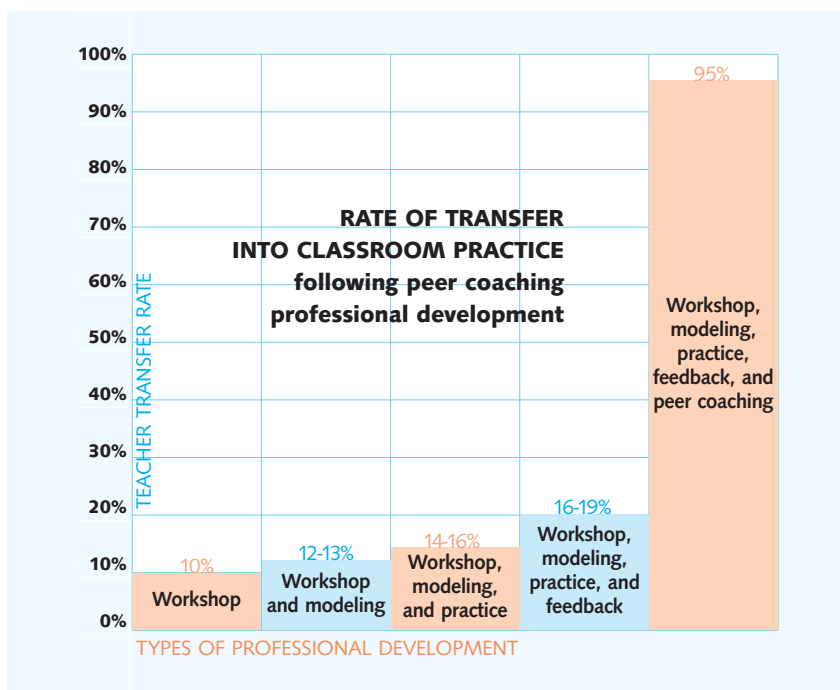 100%
90%
80%
70%
60%
50%
40%
30%
20%
10%
0%
TEACHER TRANSFER RATE
RATE OF TRANSFER
INTO CLASSROOM PRACTICE
following peer coaching
professional development
10%
Workshop
12-13%
Workshop
and modeling
14-16%
Workshop,
modeling,
and practice
16-19%
Workshop,
modeling,
practice, and
feedback
95%
Workshop,
modeling,
practice,
feedback, and
peer coaching
TYPES OF PROFESSIONAL DEVELOPMENT